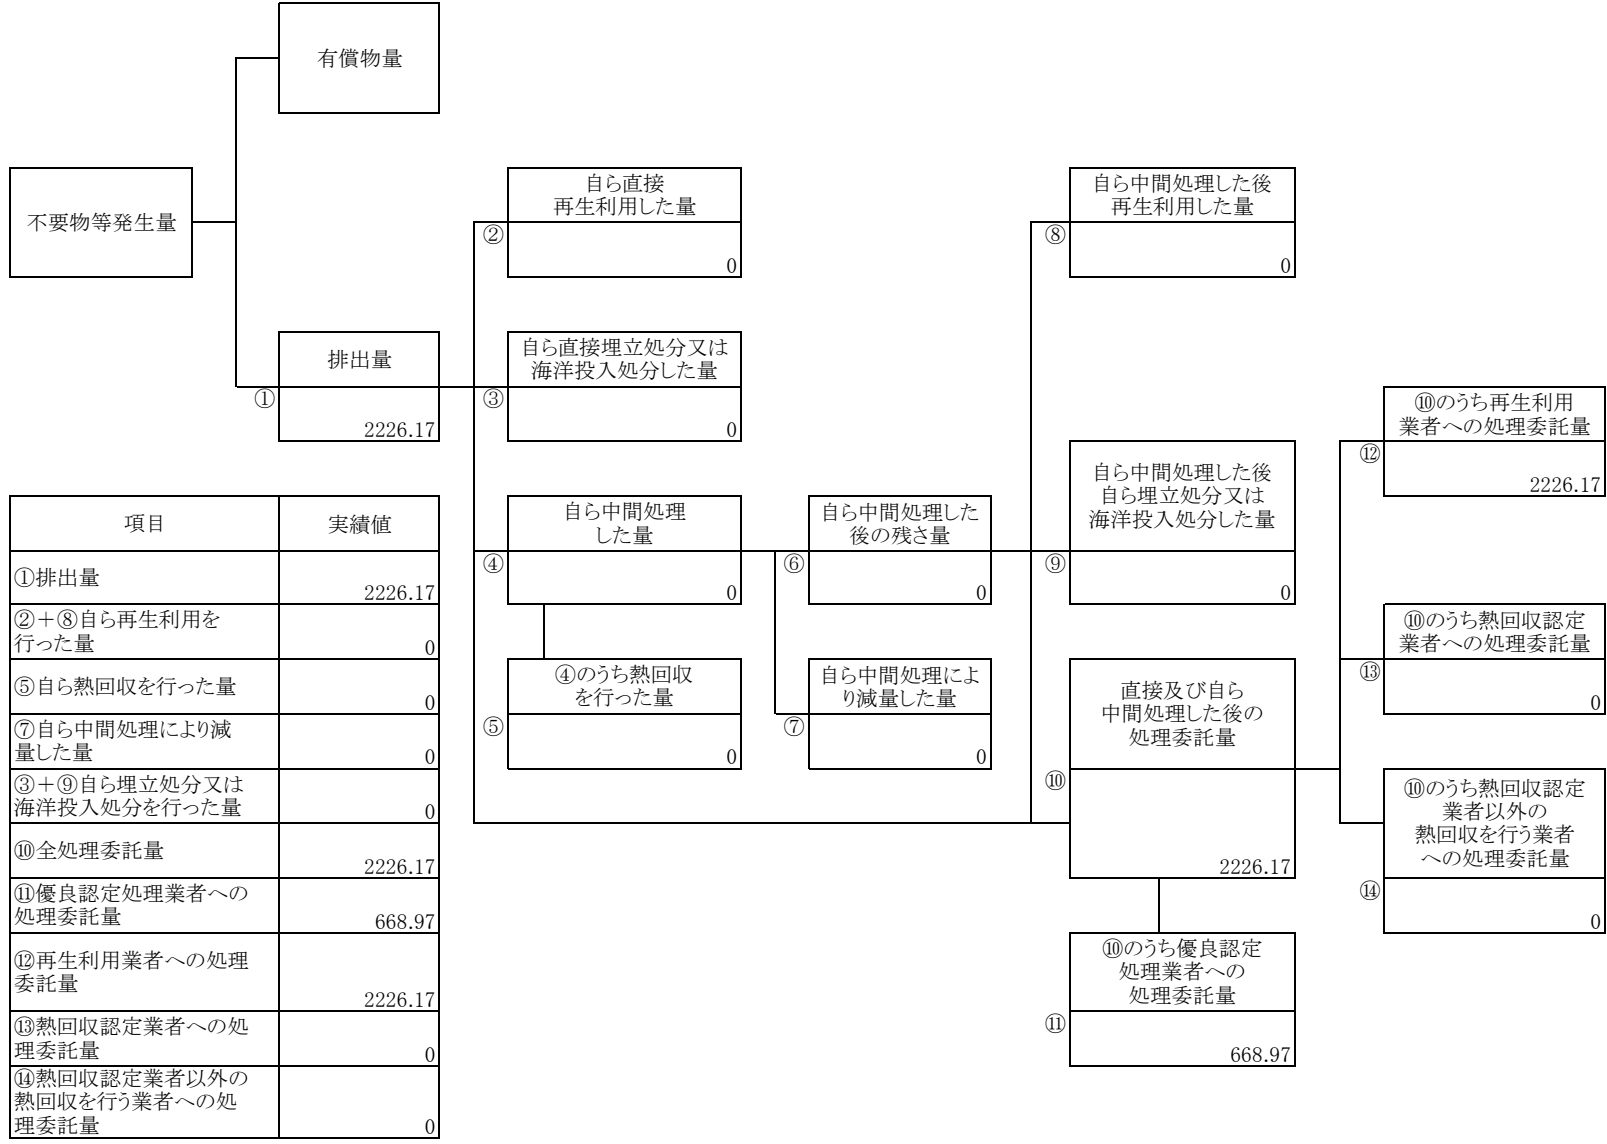 有償物量
不要物等発生量
自ら直接
再生利用した量
②
0
自ら中間処理した後
再生利用した量
⑧
0
排出量
①
2226.17
自ら直接埋立処分又は
海洋投入処分した量
③
0
⑩のうち再生利用
業者への処理委託量
⑫
2226.17
自ら中間処理
した量
④
0
自ら中間処理した
後の残さ量
⑥
0
自ら中間処理した後
自ら埋立処分又は
海洋投入処分した量
⑨
0
⑩のうち熱回収認定
業者への処理委託量
⑬
0
④のうち熱回収
を行った量
⑤
0
自ら中間処理によ
り減量した量
⑦
0
直接及び自ら
中間処理した後の
処理委託量
⑩
2226.17
⑩のうち熱回収認定
業者以外の
熱回収を行う業者
への処理委託量
⑭
0
⑩のうち優良認定
処理業者への
処理委託量
⑪
668.97
項目 実績値
①排出量
2226.17
②＋⑧自ら再生利用を
行った量
0
⑤自ら熱回収を行った量
0
⑦自ら中間処理により減
量した量
0
③＋⑨自ら埋立処分又は
海洋投入処分を行った量
0
⑩全処理委託量
2226.17
⑪優良認定処理業者への
処理委託量
668.97
⑫再生利用業者への処理
委託量
2226.17
⑬熱回収認定業者への処
理委託量
0
⑭熱回収認定業者以外の
熱回収を行う業者への処
理委託量
0